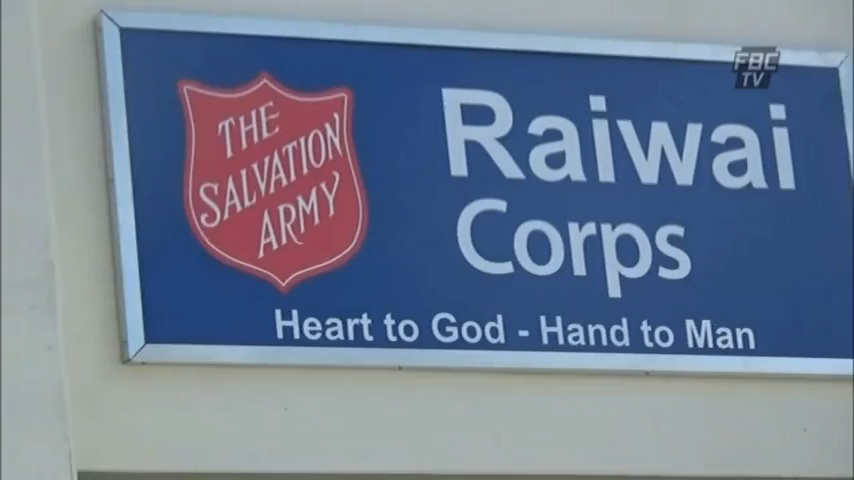 FBC
TV
THE
SALVATION
ARMY
Raiwai
Corps
Heart to God - Hand to Man